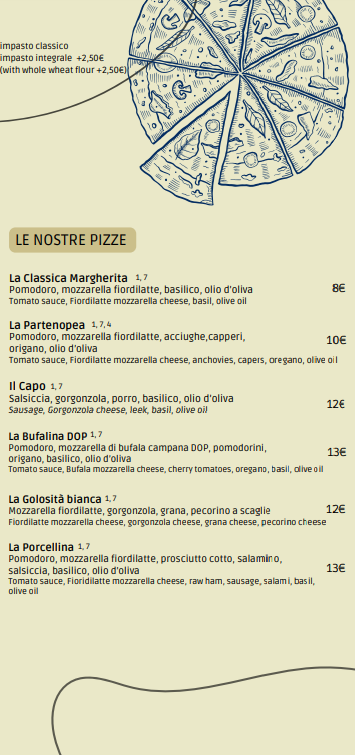 impasto classico
impasto integrale +2,50€
(with whole wheat flour +2,50€)
LE NOSTRE PIZZE
La Classica Margherita 1, 7
Pomodoro, mozzarella fiordilatte, basilico, olio d'oliva 8€
Tomato sauce, Fiordilatte mozzarella cheese, basil, olive oil
La Partenopea 1, 7, 4
Pomodoro, mozzarella fiordilatte, acciughe,capperi,
origano, olio d'oliva 10€
Tomato sauce, Fiordilatte mozzarella cheese, anchovies, capers, oregano, olive oil
Il Capo 1, 7
Salsiccia, gorgonzola, porro, basilico, olio d'oliva 12€
Sausage, Gorgonzola cheese, leek, basil, olive oil
La Bufalina DOP 1, 7
Pomodoro, mozzarella di bufala campana DOP, pomodorini,
origano, basilico, olio d'oliva 13€
Tomato sauce, Bufala mozzarella cheese, cherry tomatoes, oregano, basil, olive oil
La Golosità bianca 1, 7
Mozzarella fiordilatte, gorgonzola, grana, pecorino a scaglie 12€
Fiordilatte mozzarella cheese, gorgonzola cheese, grana cheese, pecorino cheese
La Porcellina 1, 7
Pomodoro, mozzarella fiordilatte, prosciutto cotto, salamino,
salsiccia, basilico, olio d'oliva 13€
Tomato sauce, Fioridilatte mozzarella cheese, raw ham, sausage, salami, basil,
olive oil